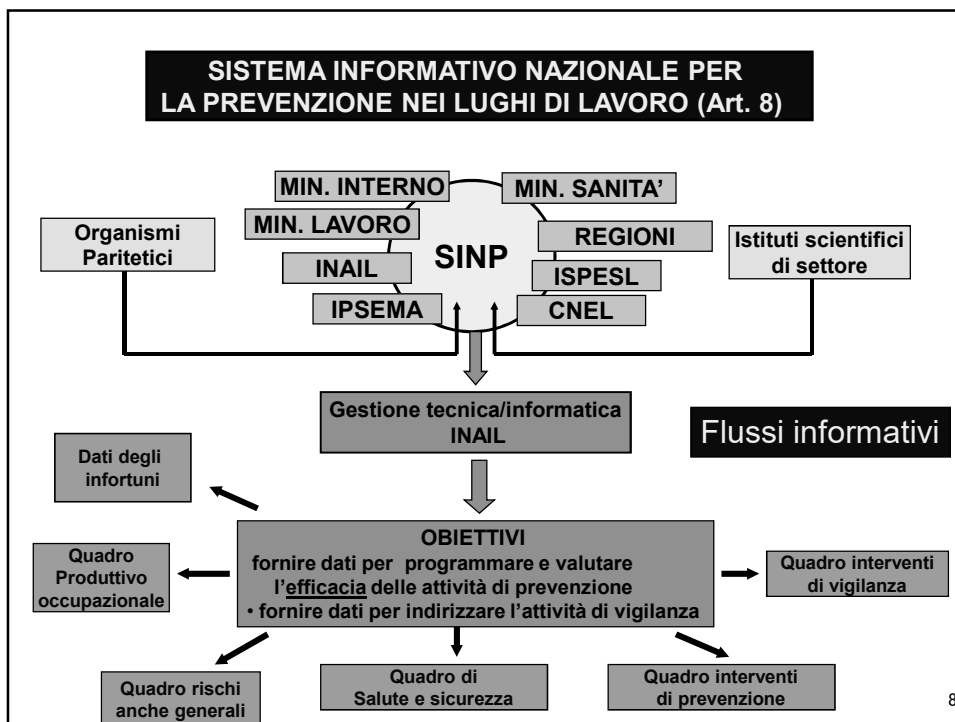 SISTEMA INFORMATIVO NAZIONALE PER
LA PREVENZIONE NEI LUGHI DI LAVORO (Art. 8)
MIN. INTERNO
MIN. SANITA’
MIN. LAVORO
REGIONI
Organismi
Paritetici
SINP
Istituti scientifici
di settore
INAIL
ISPESL
IPSEMA
CNEL
Gestione tecnica/informatica
INAIL
Flussi informativi
Dati degli
infortuni
OBIETTIVI
fornire dati per programmare e valutare
l’efficacia delle attività di prevenzione
• fornire dati per indirizzare l’attività di vigilanza
Quadro
Produttivo
occupazionale
Quadro interventi
di vigilanza
Quadro rischi
anche generali
Quadro di
Salute e sicurezza
Quadro interventi
di prevenzione
8